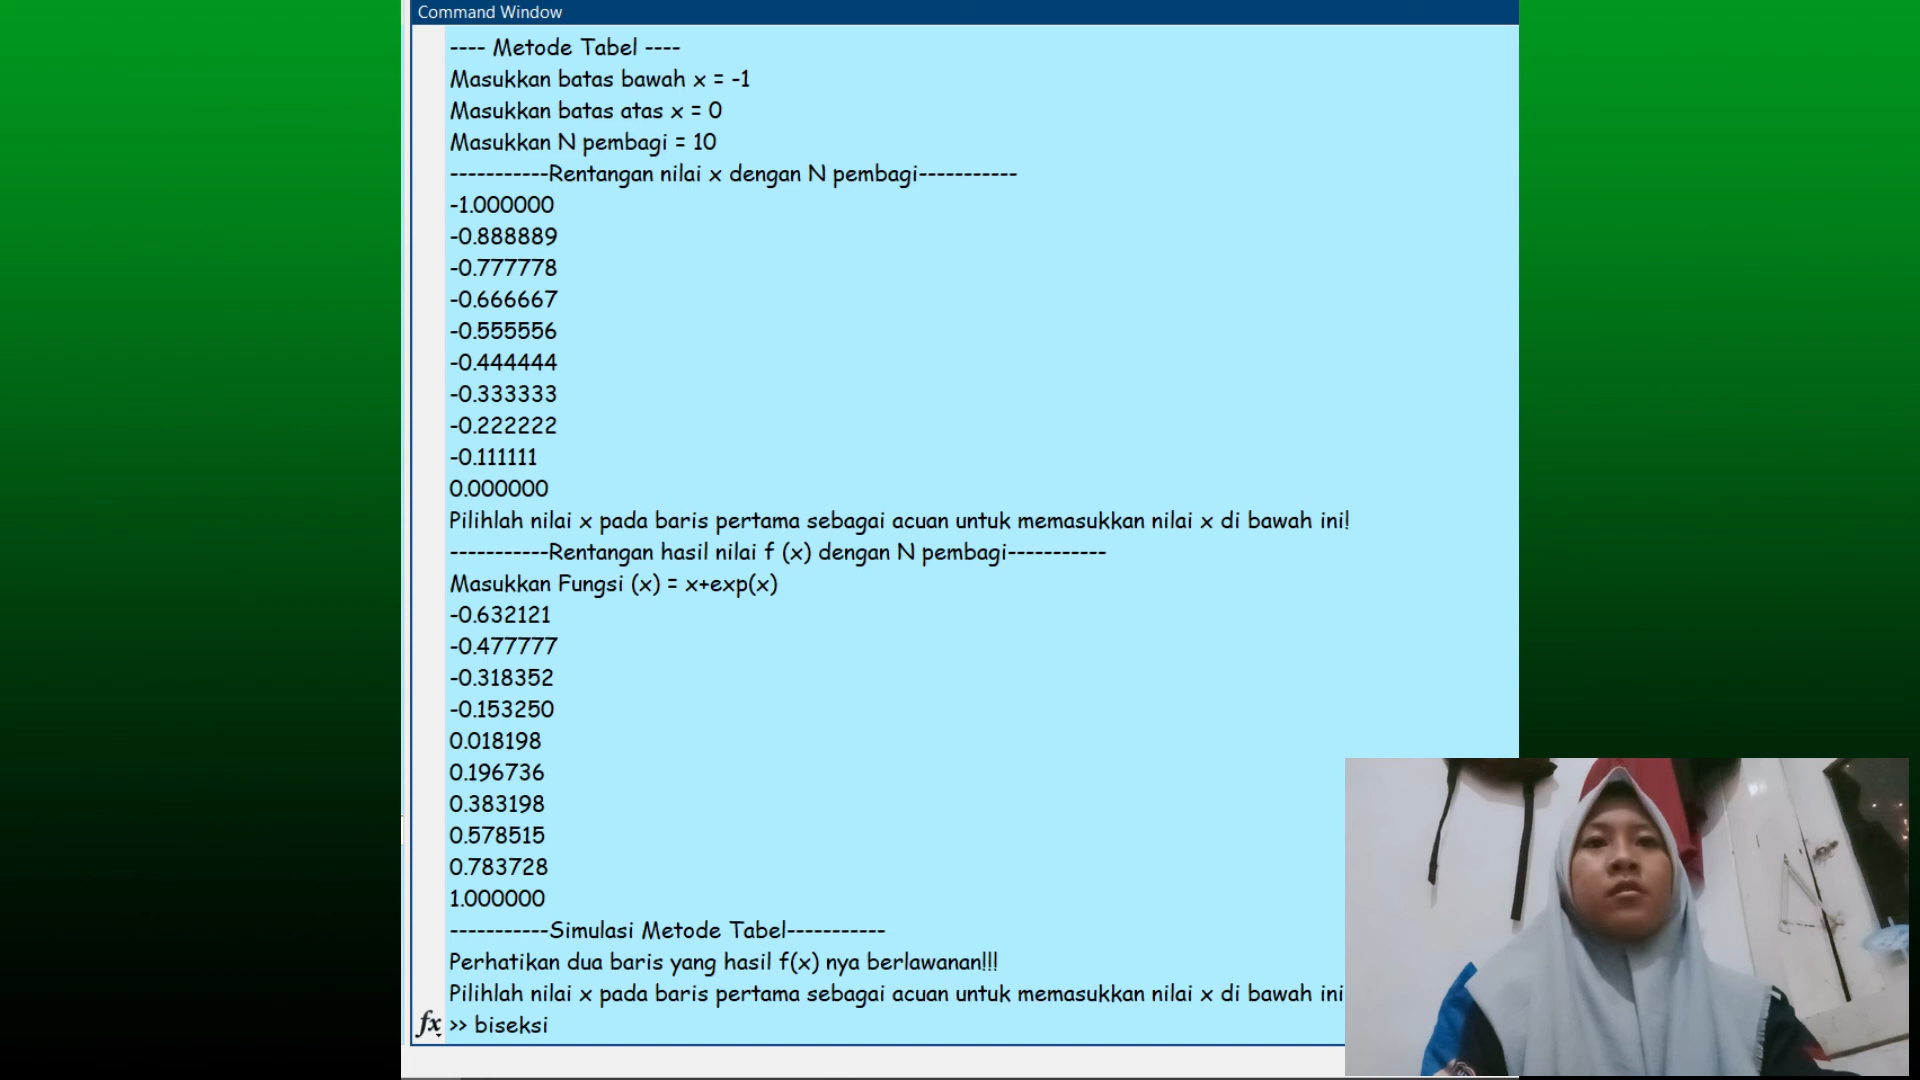 Command Window
---- Metode Tabel ----
Masukkan batas bawah x = -1
Masukkan batas atas x = 0
Masukkan N pembagi = 10
-----------Rentangan nilai x dengan N pembagi-----------
-1.000000
-0.888889
-0.777778
-0.666667
-0.555556
-0.444444
-0.333333
-0.222222
-0.111111
0.000000
Pilihlah nilai x pada baris pertama sebagai acuan untuk memasukkan nilai x di bawah ini!
-----------Rentangan hasil nilai f (x) dengan N pembagi-----------
Masukkan Fungsi (x) = x+exp(x)
-0.632121
-0.477777
-0.318352
-0.153250
0.018198
0.196736
0.383198
0.578515
0.783728
1.000000
-----------Simulasi Metode Tabel-----------
Perhatikan dua baris yang hasil f(x) nya berlawanan!!!
Pilihlah nilai x pada baris pertama sebagai acuan untuk memasukkan nilai x di bawah ini
fx >> biseksi